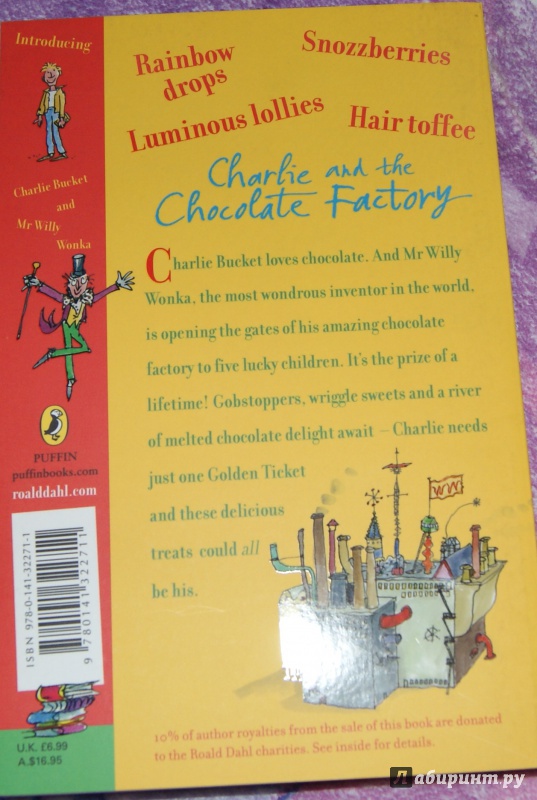 Introducing
Charlie Bucket
and
Mr Willy
Wonka
PUFFIN
puffinbooks.com
roalddahl.com
ISBN 978-0-141-32271-1
9 780141 322711
U.K. £6.99
A.$16.95
Rainbow
drops
Snozzberries
Luminous lollies
Hair toffee
Charlie and the
Chocolate Factory
Charlie Bucket loves chocolate. And Mr Willy
Wonka, the most wondrous inventor in the world,
is opening the gates of his amazing chocolate
factory to five lucky children. It's the prize of a
lifetime! Gobstoppers, wriggle sweets and a river
of melted chocolate delight await – Charlie needs
just one Golden Ticket
and these delicious
treats could all
be his.
10% of author royalties from the sale of this book are donated
to the Roald Dahl charities. See inside for details.
Лабиринт.ру